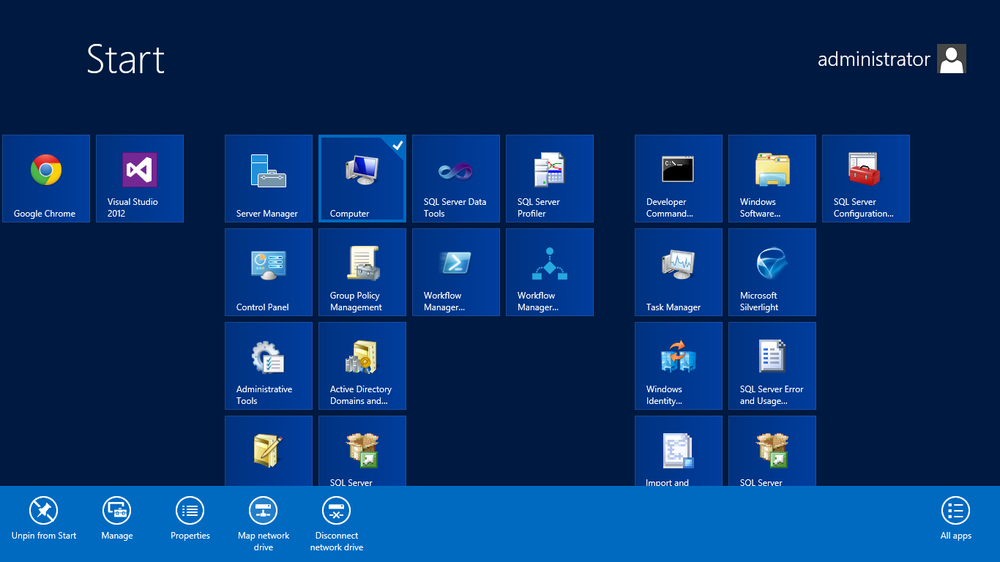 Start
administrator
Google Chrome
Visual Studio
2012
Server Manager
Computer
SQL Server Data
Tools
SQL Server
Profiler
Developer
Command...
Windows
Software...
SQL Server
Configuration...
Control Panel
Group Policy
Management
Workflow
Manager...
Workflow
Manager...
Task Manager
Microsoft
Silverlight
Administrative
Tools
Active Directory
Domains and...
Windows
Identity...
SQL Server Error
and Usage...
SQL Server
Import and
SQL Server
Unpin from Start
Manage
Properties
Map network
drive
Disconnect
network drive
All apps
C:\_